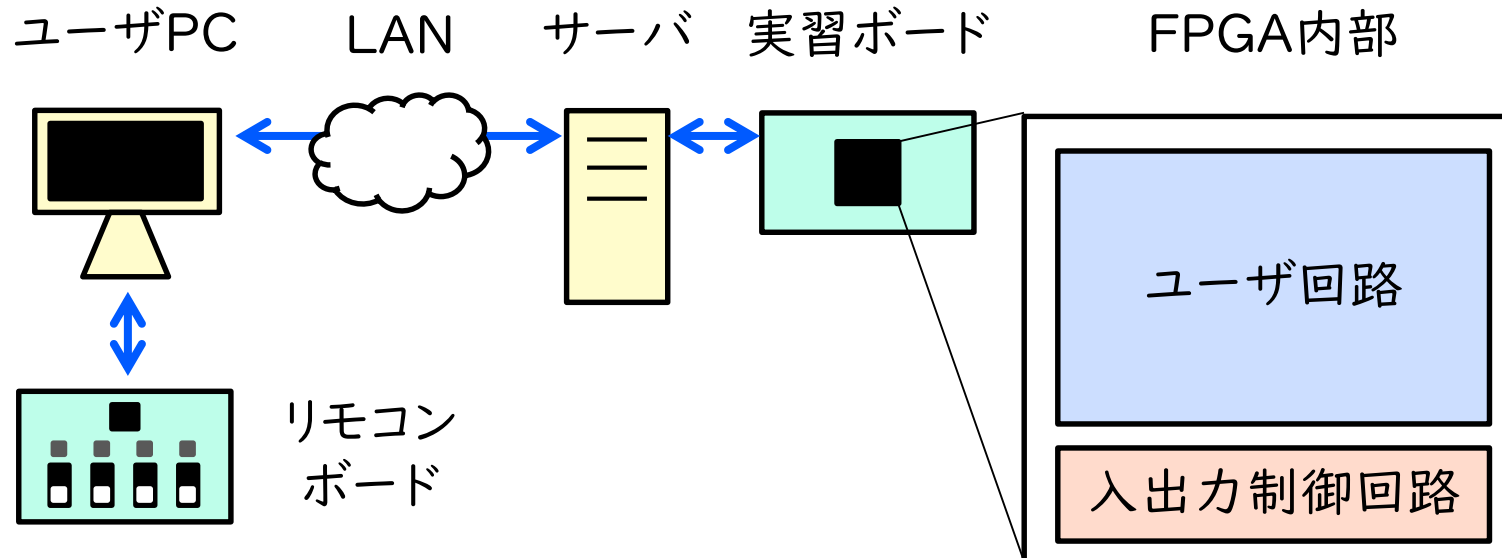 ユーザPC
LAN
サーバ
実習ボード
FPGA内部
ユーザ回路
リモコン
ボード
入出力制御回路